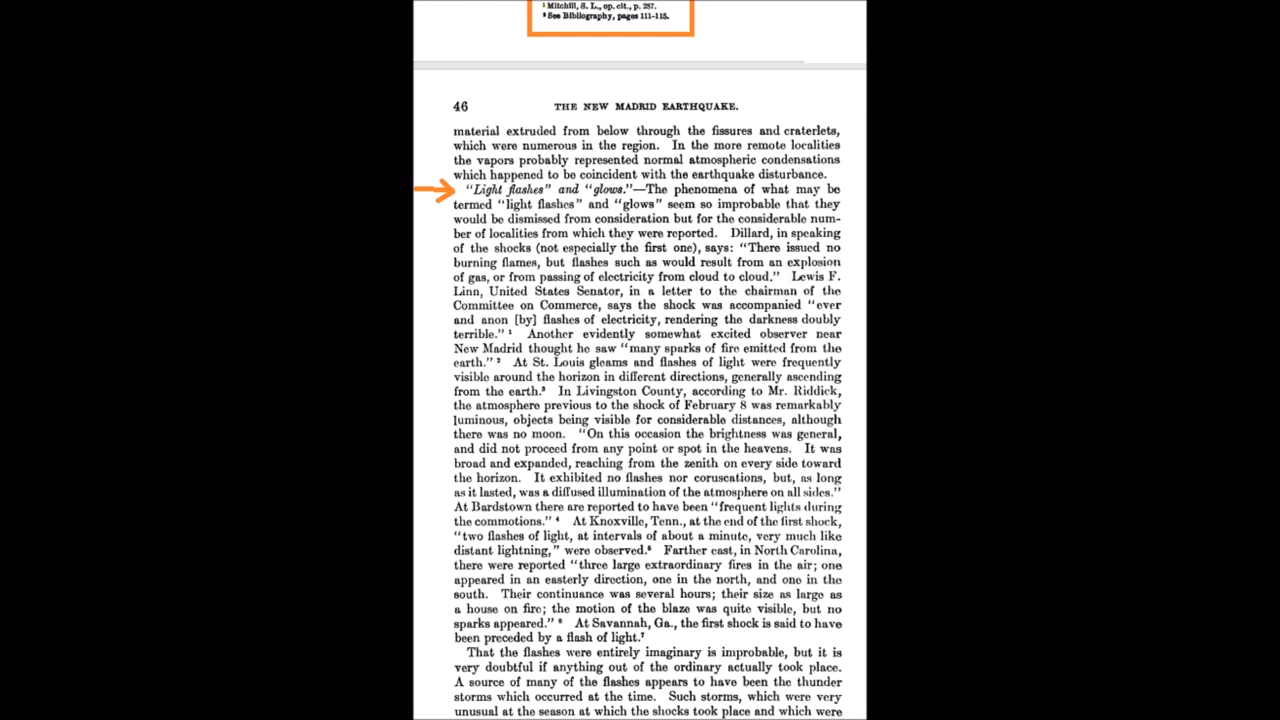 ¹ Mitchill, S. L., op. cit., p. 287.
² See Bibliography, pages 111-115.
46 THE NEW MADRID EARTHQUAKE.
material extruded from below through the fissures and craterlets,
which were numerous in the region. In the more remote localities
the vapors probably represented normal atmospheric condensations
which happened to be coincident with the earthquake disturbance.
"Light flashes" and "glows."—The phenomena of what may be
termed "light flashes" and "glows" seem so improbable that they
would be dismissed from consideration but for the considerable num-
ber of localities from which they were reported. Dillard, in speaking
of the shocks (not especially the first one), says: "There issued no
burning flames, but flashes such as would result from an explosion
of gas, or from passing of electricity from cloud to cloud." Lewis F.
Linn, United States Senator, in a letter to the chairman of the
Committee on Commerce, says the shock was accompanied "ever
and anon [by] flashes of electricity, rendering the darkness doubly
terrible." ¹ Another evidently somewhat excited observer near
New Madrid thought he saw "many sparks of fire emitted from the
earth." ² At St. Louis gleams and flashes of light were frequently
visible around the horizon in different directions, generally ascending
from the earth.³ In Livingston County, according to Mr. Riddick,
the atmosphere previous to the shock of February 8 was remarkably
luminous, objects being visible for considerable distances, although
there was no moon. "On this occasion the brightness was general,
and did not proceed from any point or spot in the heavens. It was
broad and expanded, reaching from the zenith on every side toward
the horizon. It exhibited no flashes nor coruscations, but, as long
as it lasted, was a diffused illumination of the atmosphere on all sides."
At Bardstown there are reported to have been "frequent lights during
the commotions." ⁴ At Knoxville, Tenn., at the end of the first shock,
"two flashes of light, at intervals of about a minute, very much like
distant lightning," were observed.⁵ Farther east, in North Carolina,
there were reported "three large extraordinary fires in the air; one
appeared in an easterly direction, one in the north, and one in the
south. Their continuance was several hours; their size as large as
a house on fire; the motion of the blaze was quite visible, but no
sparks appeared." ⁶ At Savannah, Ga., the first shock is said to have
been preceded by a flash of light.⁷
That the flashes were entirely imaginary is improbable, but it is
very doubtful if anything out of the ordinary actually took place.
A source of many of the flashes appears to have been the thunder
storms which occurred at the time. Such storms, which were very
unusual at the season at which the shocks took place and which were